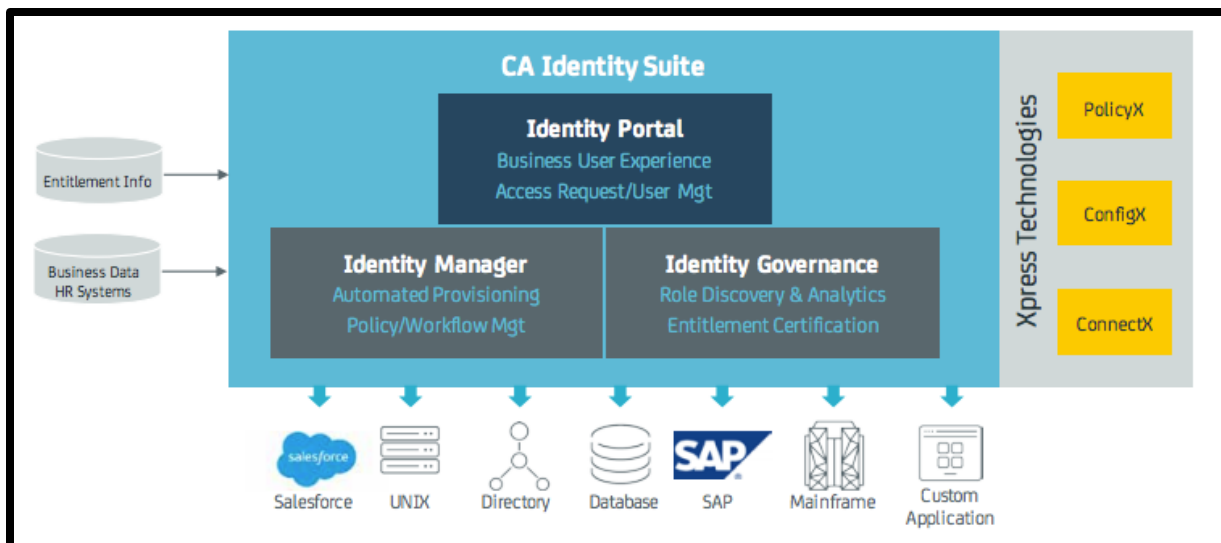 CA Identity Suite
Identity Portal
Business User Experience
Access Request/User Mgt
Entitlement Info
Business Data
HR Systems
Identity Manager
Automated Provisioning
Policy/Workflow Mgt
Identity Governance
Role Discovery & Analytics
Entitlement Certification
Xpress Technologies
PolicyX
ConfigX
ConnectX
salesforce
Salesforce
UNIX
Directory
Database
SAP
SAP
Mainframe
Custom
Application